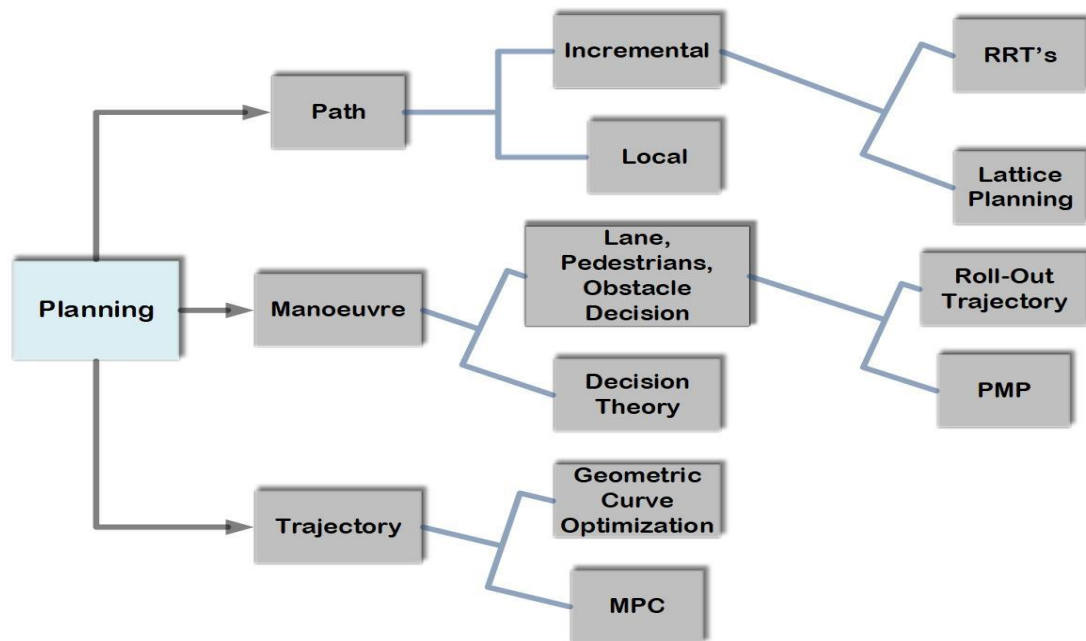 Incremental
RRT's
Path
Local
Lattice
Planning
Lane,
Pedestrians,
Obstacle
Decision
Roll-Out
Trajectory
Planning
Manoeuvre
Decision
Theory
PMP
Geometric
Curve
Optimization
Trajectory
MPC